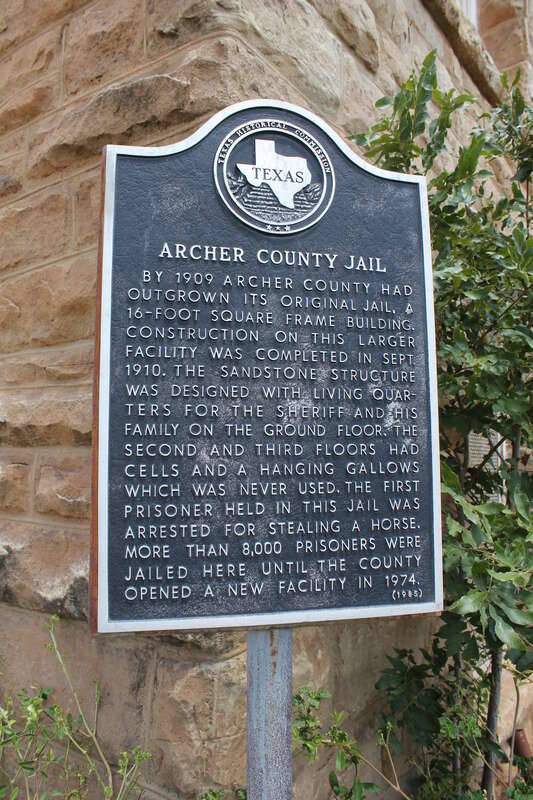 TEXAS HISTORICAL COMMISSION
TEXAS
ARCHER COUNTY JAIL
BY 1909 ARCHER COUNTY HAD
OUTGROWN ITS ORIGINAL JAIL, A
16-FOOT SQUARE FRAME BUILDING.
CONSTRUCTION ON THIS LARGER
FACILITY WAS COMPLETED IN SEPT.
1910. THE SANDSTONE STRUCTURE
WAS DESIGNED WITH LIVING QUAR-
TERS FOR THE SHERIFF AND HIS
FAMILY ON THE GROUND FLOOR. THE
SECOND AND THIRD FLOORS HAD
CELLS AND A HANGING GALLOWS
WHICH WAS NEVER USED. THE FIRST
PRISONER HELD IN THIS JAIL WAS
ARRESTED FOR STEALING A HORSE.
MORE THAN 8,000 PRISONERS WERE
JAILED HERE UNTIL THE COUNTY
OPENED A NEW FACILITY IN 1974.
(1985)